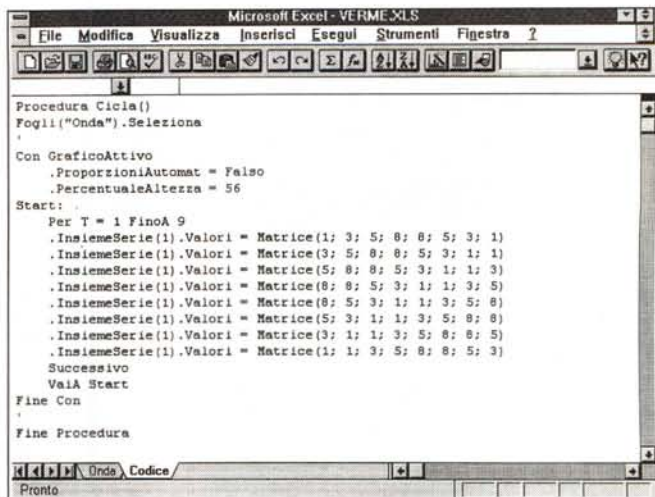 Microsoft Excel - VERME.XLS
File Modifica Visualizza Inserisci Esegui Strumenti Finestra ?
Procedura Cicla()
Fogli("Onda").Seleziona
'
Con GraficoAttivo
.ProporzioniAutomat = Falso
.PercentualeAltezza = 56
Start:
Per T = 1 FinoA 9
.InsiemeSerie(1).Valori = Matrice(1; 3; 5; 8; 8; 5; 3; 1)
.InsiemeSerie(1).Valori = Matrice(3; 5; 8; 8; 5; 3; 1; 1)
.InsiemeSerie(1).Valori = Matrice(5; 8; 8; 5; 3; 1; 1; 3)
.InsiemeSerie(1).Valori = Matrice(8; 8; 5; 3; 1; 1; 3; 5)
.InsiemeSerie(1).Valori = Matrice(8; 5; 3; 1; 1; 3; 5; 8)
.InsiemeSerie(1).Valori = Matrice(5; 3; 1; 1; 3; 5; 8; 8)
.InsiemeSerie(1).Valori = Matrice(3; 1; 1; 3; 5; 8; 8; 5)
.InsiemeSerie(1).Valori = Matrice(1; 1; 3; 5; 8; 8; 5; 3)
Successivo
VaiA Start
Fine Con
'
Fine Procedura
Onda Codice
Pronto